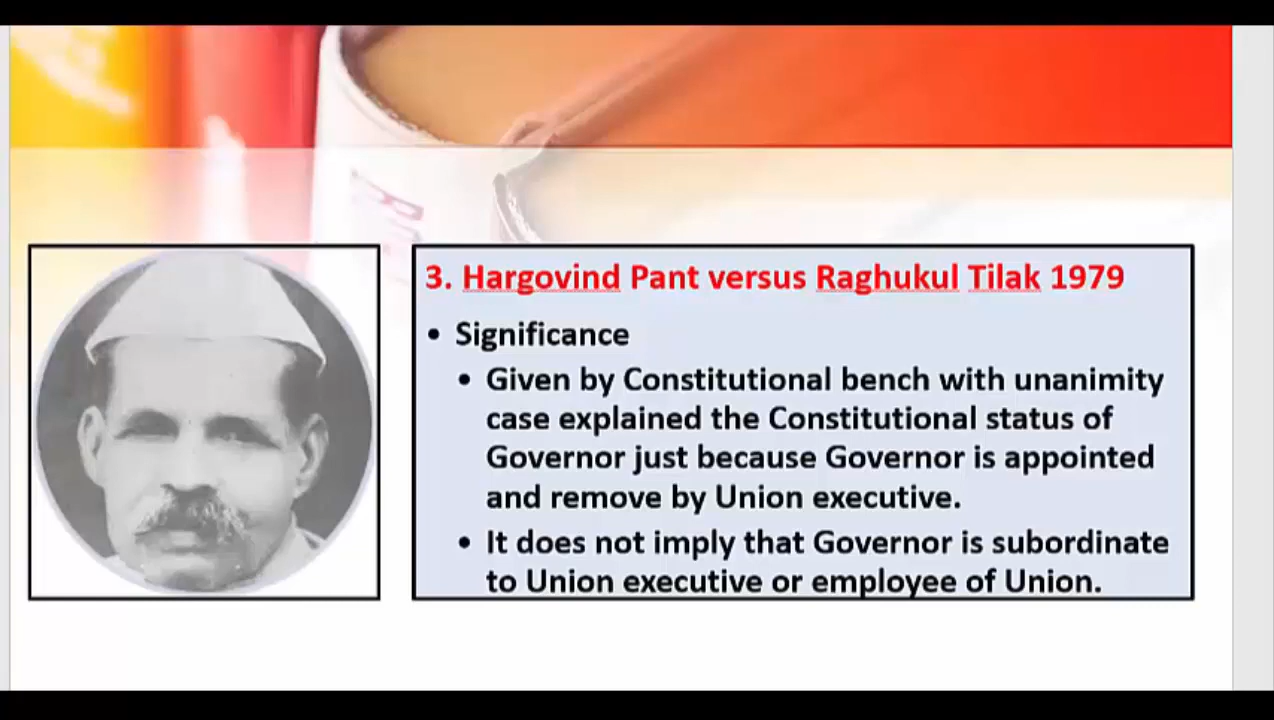 3. Hargovind Pant versus Raghukul Tilak 1979
• Significance
• Given by Constitutional bench with unanimity
case explained the Constitutional status of
Governor just because Governor is appointed
and remove by Union executive.
• It does not imply that Governor is subordinate
to Union executive or employee of Union.